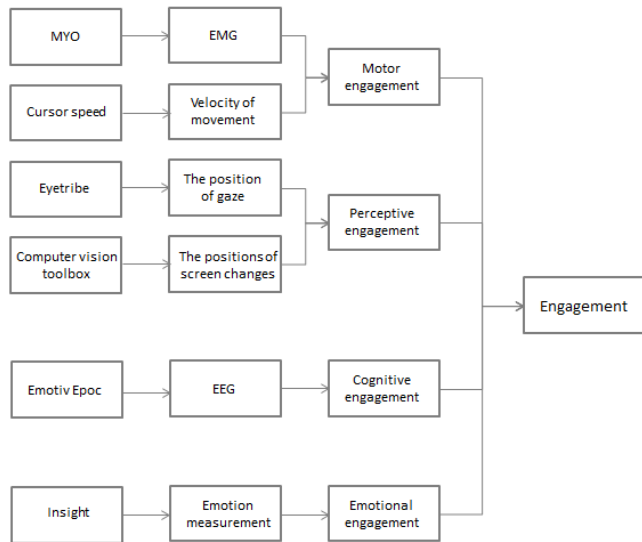 MYO
EMG
Motor
engagement
Cursor speed
Velocity of
movement
Eyetribe
The position
of gaze
Perceptive
engagement
Computer vision
toolbox
The positions of
screen changes
Engagement
Emotiv Epoc
EEG
Cognitive
engagement
Insight
Emotion
measurement
Emotional
engagement